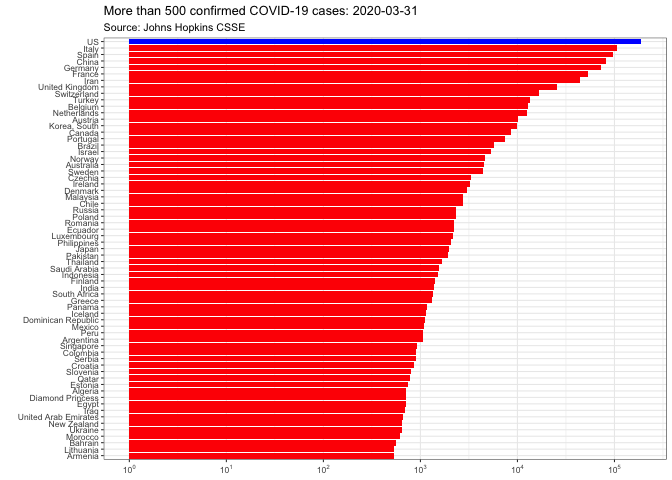 More than 500 confirmed COVID-19 cases: 2020-03-31
Source: Johns Hopkins CSSE
US
Italy
Spain
China
Germany
France
Iran
United Kingdom
Switzerland
Turkey
Belgium
Netherlands
Austria
Korea, South
Canada
Portugal
Brazil
Israel
Norway
Australia
Sweden
Czechia
Ireland
Denmark
Malaysia
Chile
Russia
Poland
Romania
Ecuador
Luxembourg
Philippines
Japan
Pakistan
Thailand
Saudi Arabia
Indonesia
Finland
India
South Africa
Greece
Panama
Iceland
Dominican Republic
Mexico
Peru
Argentina
Singapore
Colombia
Serbia
Croatia
Slovenia
Qatar
Estonia
Algeria
Diamond Princess
Egypt
Iraq
United Arab Emirates
New Zealand
Ukraine
Morocco
Bahrain
Lithuania
Armenia
10⁰ 10¹ 10² 10³ 10⁴ 10⁵